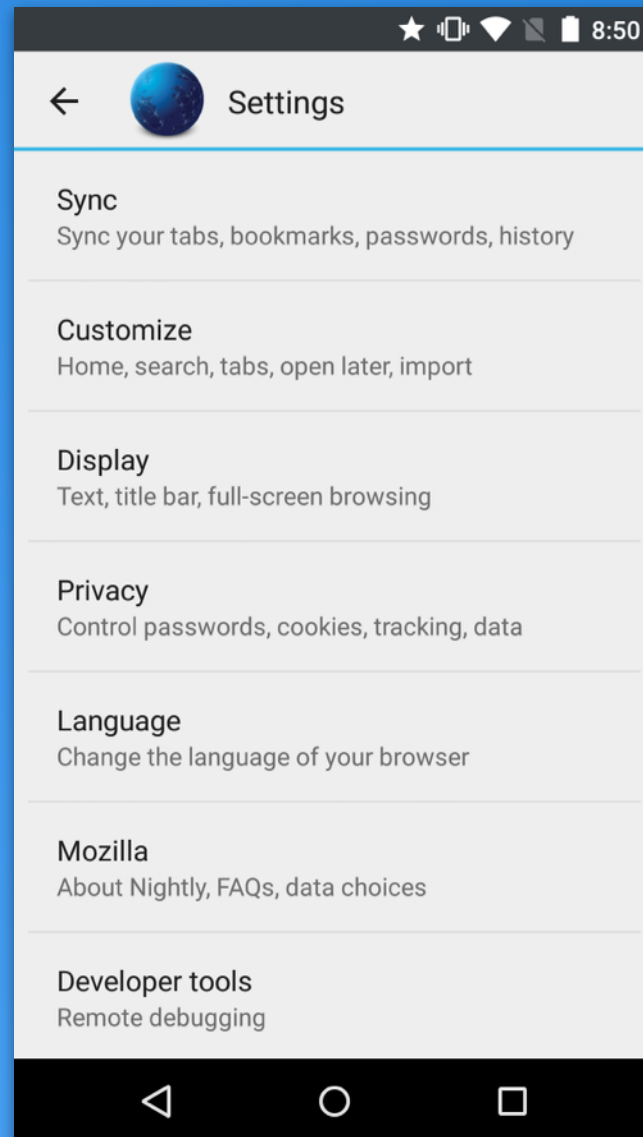 8:50
Settings
Sync
Sync your tabs, bookmarks, passwords, history
Customize
Home, search, tabs, open later, import
Display
Text, title bar, full-screen browsing
Privacy
Control passwords, cookies, tracking, data
Language
Change the language of your browser
Mozilla
About Nightly, FAQs, data choices
Developer tools
Remote debugging